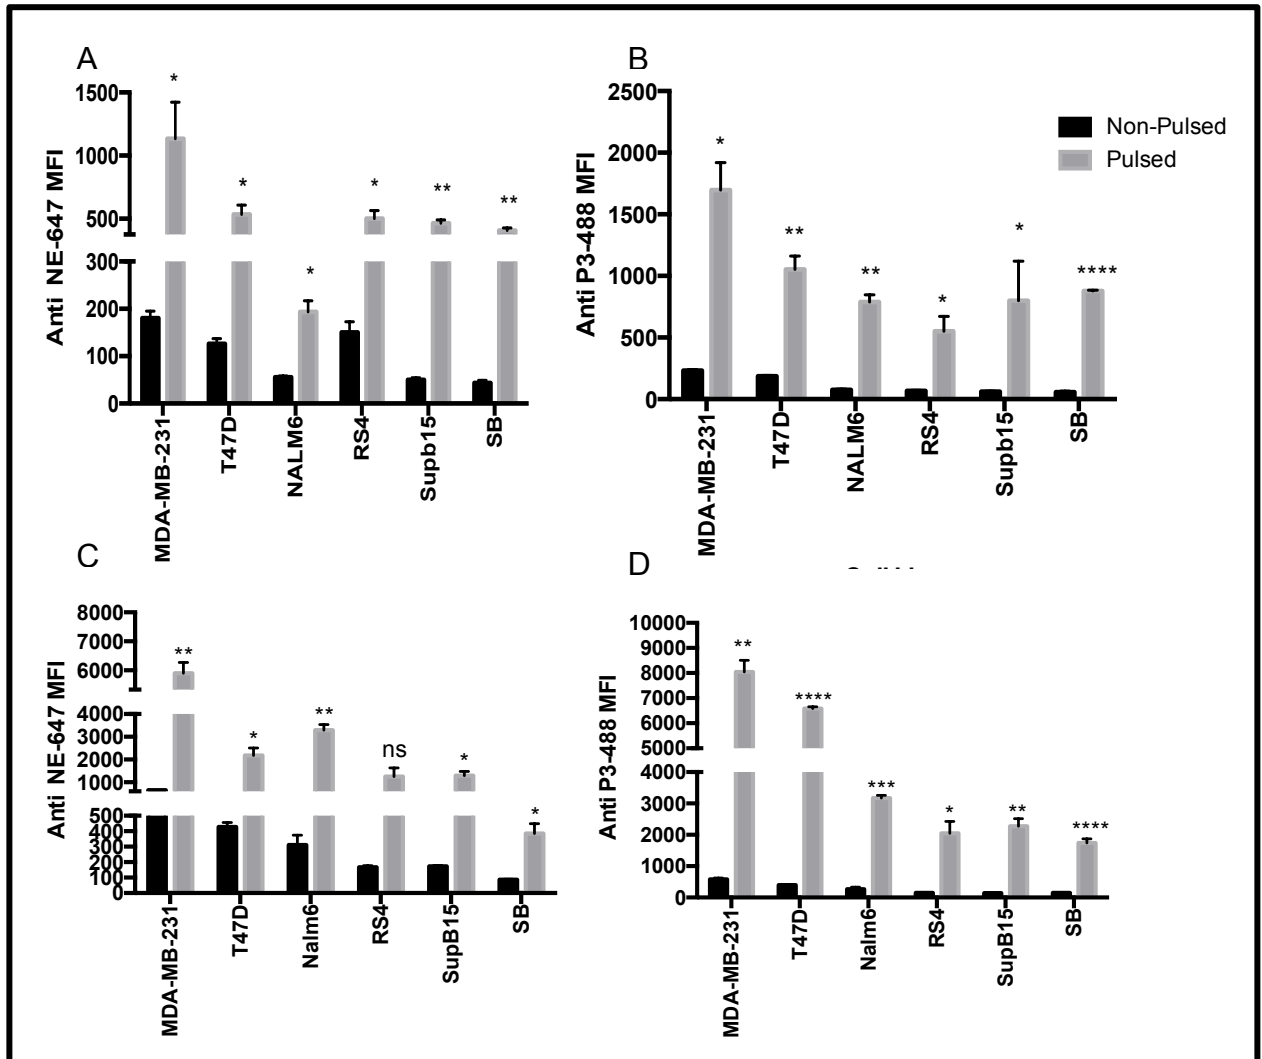 A
Anti NE-647 MFI
1500
1000
500
300
200
100
0
* * * * ** **
MDA-MB-231
T47D
NALM6
RS4
Supb15
SB
B
Anti P3-488 MFI
2500
2000
1500
1000
500
0
* ** ** * * ****
MDA-MB-231
T47D
NALM6
RS4
Supb15
SB
Non-Pulsed
Pulsed
C
Anti NE-647 MFI
8000
7000
6000
4000
3000
2000
1000
500
400
300
200
100
0
** * ** ns * *
MDA-MB-231
T47D
Nalm6
RS4
SupB15
SB
D
Anti P3-488 MFI
10000
9000
8000
7000
6000
5000
4000
3000
2000
1000
0
** **** *** * ** ****
MDA-MB-231
T47D
Nalm6
RS4
SupB15
SB